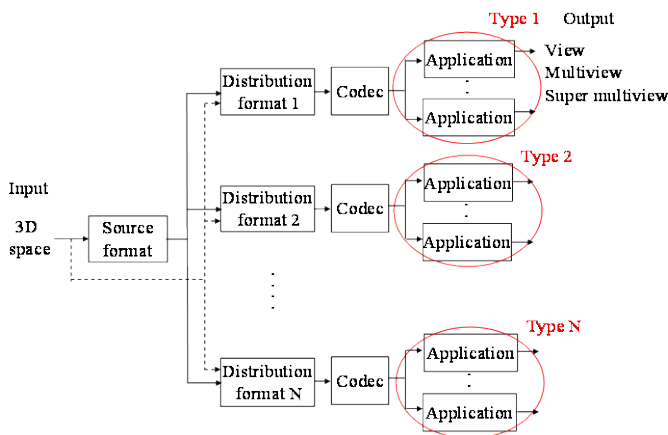 Type 1 Output
Application
View
Multiview
Super multiview
Distribution
format 1
Codec
Application
Type 2
Application
Input
Distribution
format 2
Codec
3D
space
Source
format
Application
Type N
Application
Distribution
format N
Codec
Application